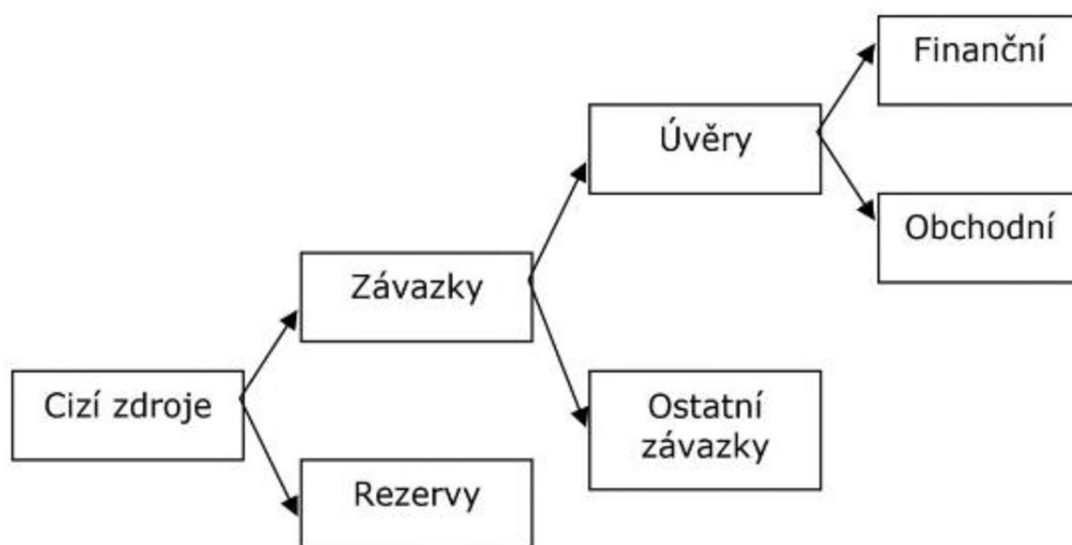 Finanční
Úvěry
Obchodní
Závazky
Cizí zdroje
Ostatní
závazky
Rezervy